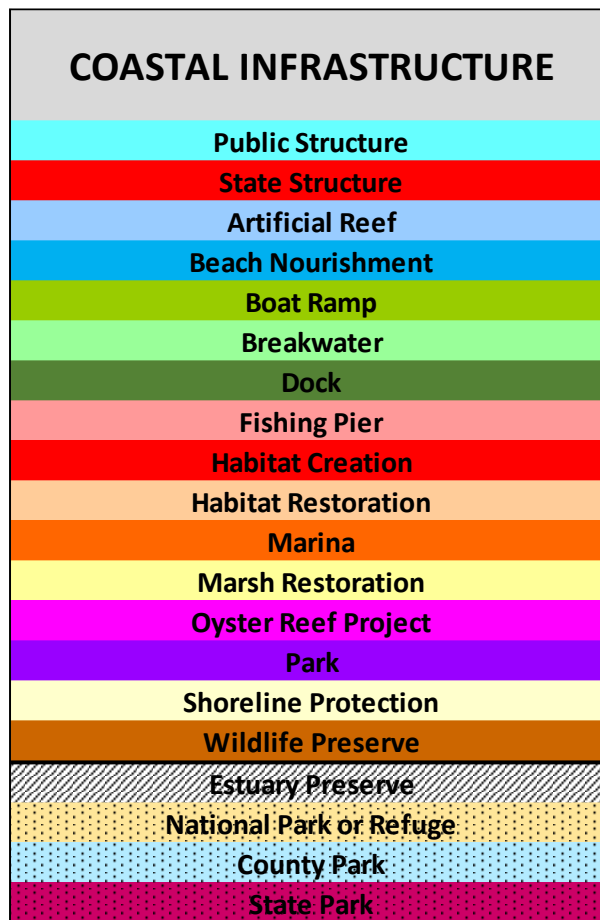 COASTAL INFRASTRUCTURE
Public Structure
State Structure
Artificial Reef
Beach Nourishment
Boat Ramp
Breakwater
Dock
Fishing Pier
Habitat Creation
Habitat Restoration
Marina
Marsh Restoration
Oyster Reef Project
Park
Shoreline Protection
Wildlife Preserve
Estuary Preserve
National Park or Refuge
County Park
State Park